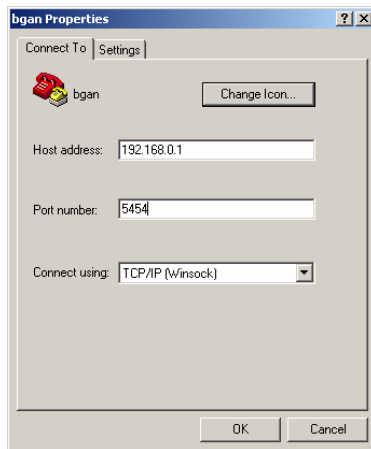 bgan Properties
Connect To Settings
bgan Change Icon...
Host address: 192.168.0.1
Port number: 5454
Connect using: TCP/IP (Winsock)
OK Cancel